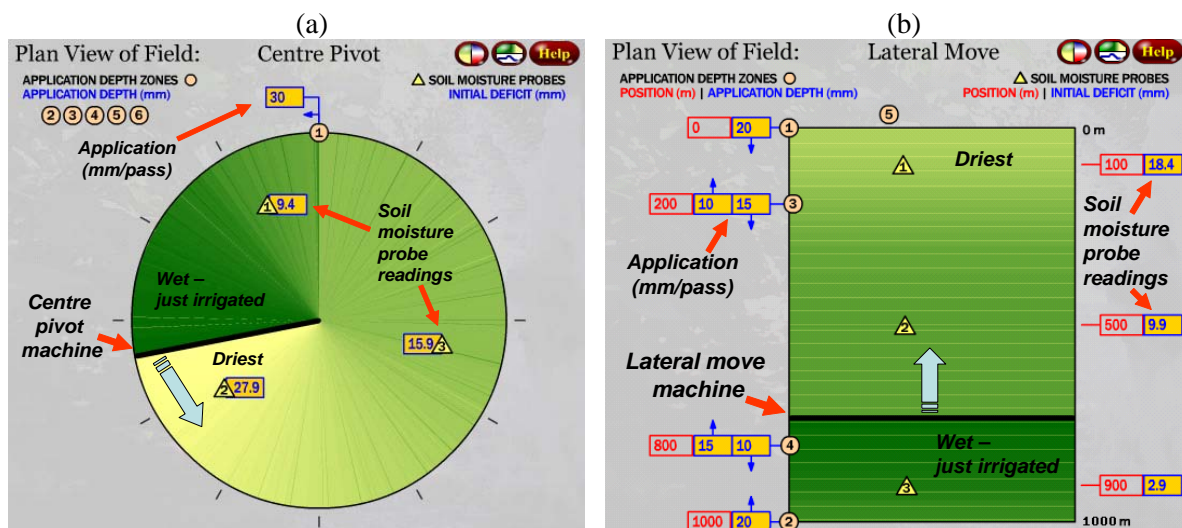 (a)
Plan View of Field: Centre Pivot Help
APPLICATION DEPTH ZONES SOIL MOISTURE PROBES
APPLICATION DEPTH (mm) INITIAL DEFICIT (mm)
2 3 4 5 6
30
1
Application
(mm/pass)
1 9.4
Soil
moisture
probe
readings
Wet –
just irrigated
Centre
pivot
machine
15.9 3
Driest
2 27.9
(b)
Plan View of Field: Lateral Move Help
APPLICATION DEPTH ZONES SOIL MOISTURE PROBES
POSITION (m) | APPLICATION DEPTH (mm) POSITION (m) | INITIAL DEFICIT (mm)
5
0 20 1 0 m
Driest
1 100 18.4
200 10 15 3
Soil
moisture
probe
readings
Application
(mm/pass)
2 500 9.9
Lateral move
machine
800 15 10 4
Wet –
just irrigated
3 900 2.9
1000 20 2 1000 m